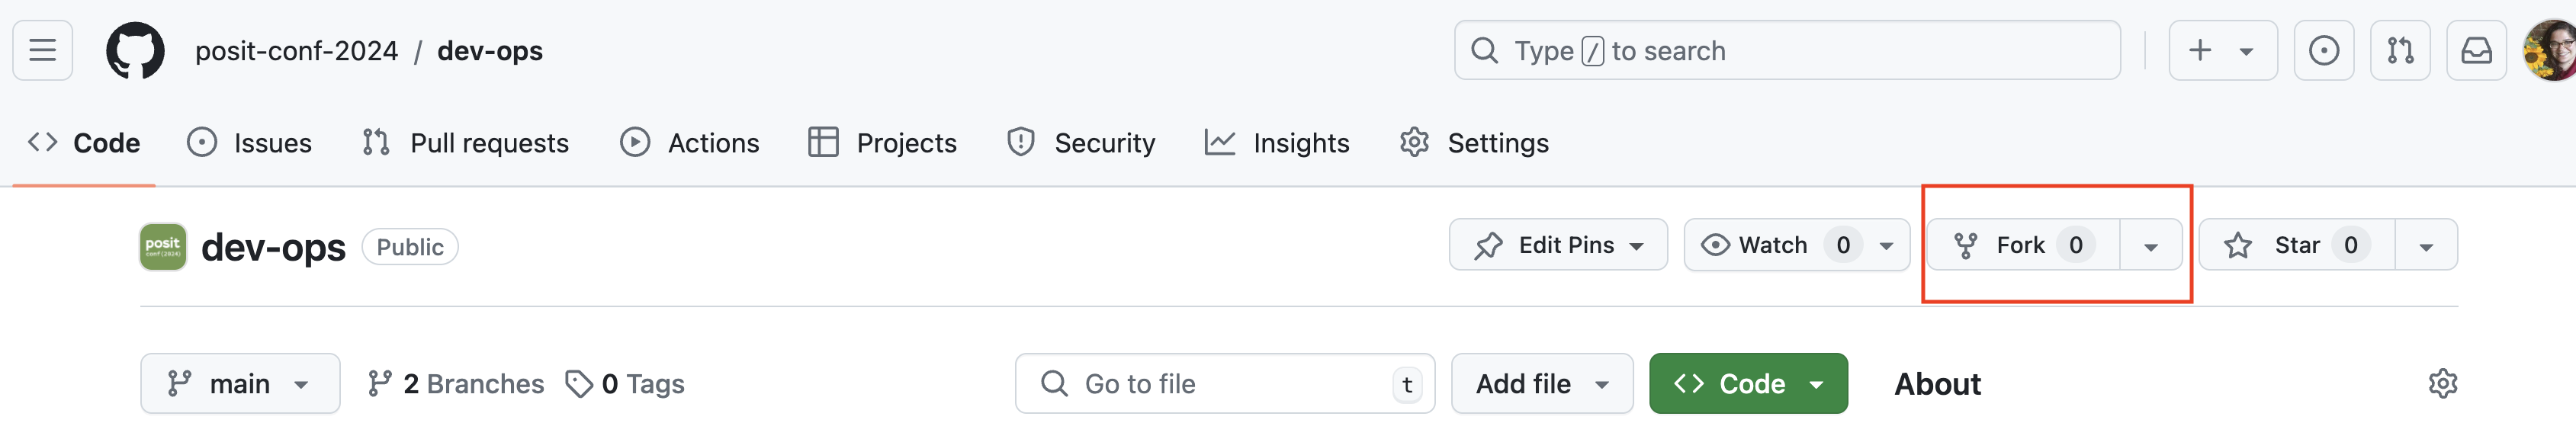 posit-conf-2024 / dev-ops
Type / to search
Code Issues Pull requests Actions Projects Security Insights Settings
posit
conf(2024)
dev-ops Public Edit Pins Watch 0 Fork 0 Star 0
main 2 Branches 0 Tags Go to file t Add file Code About